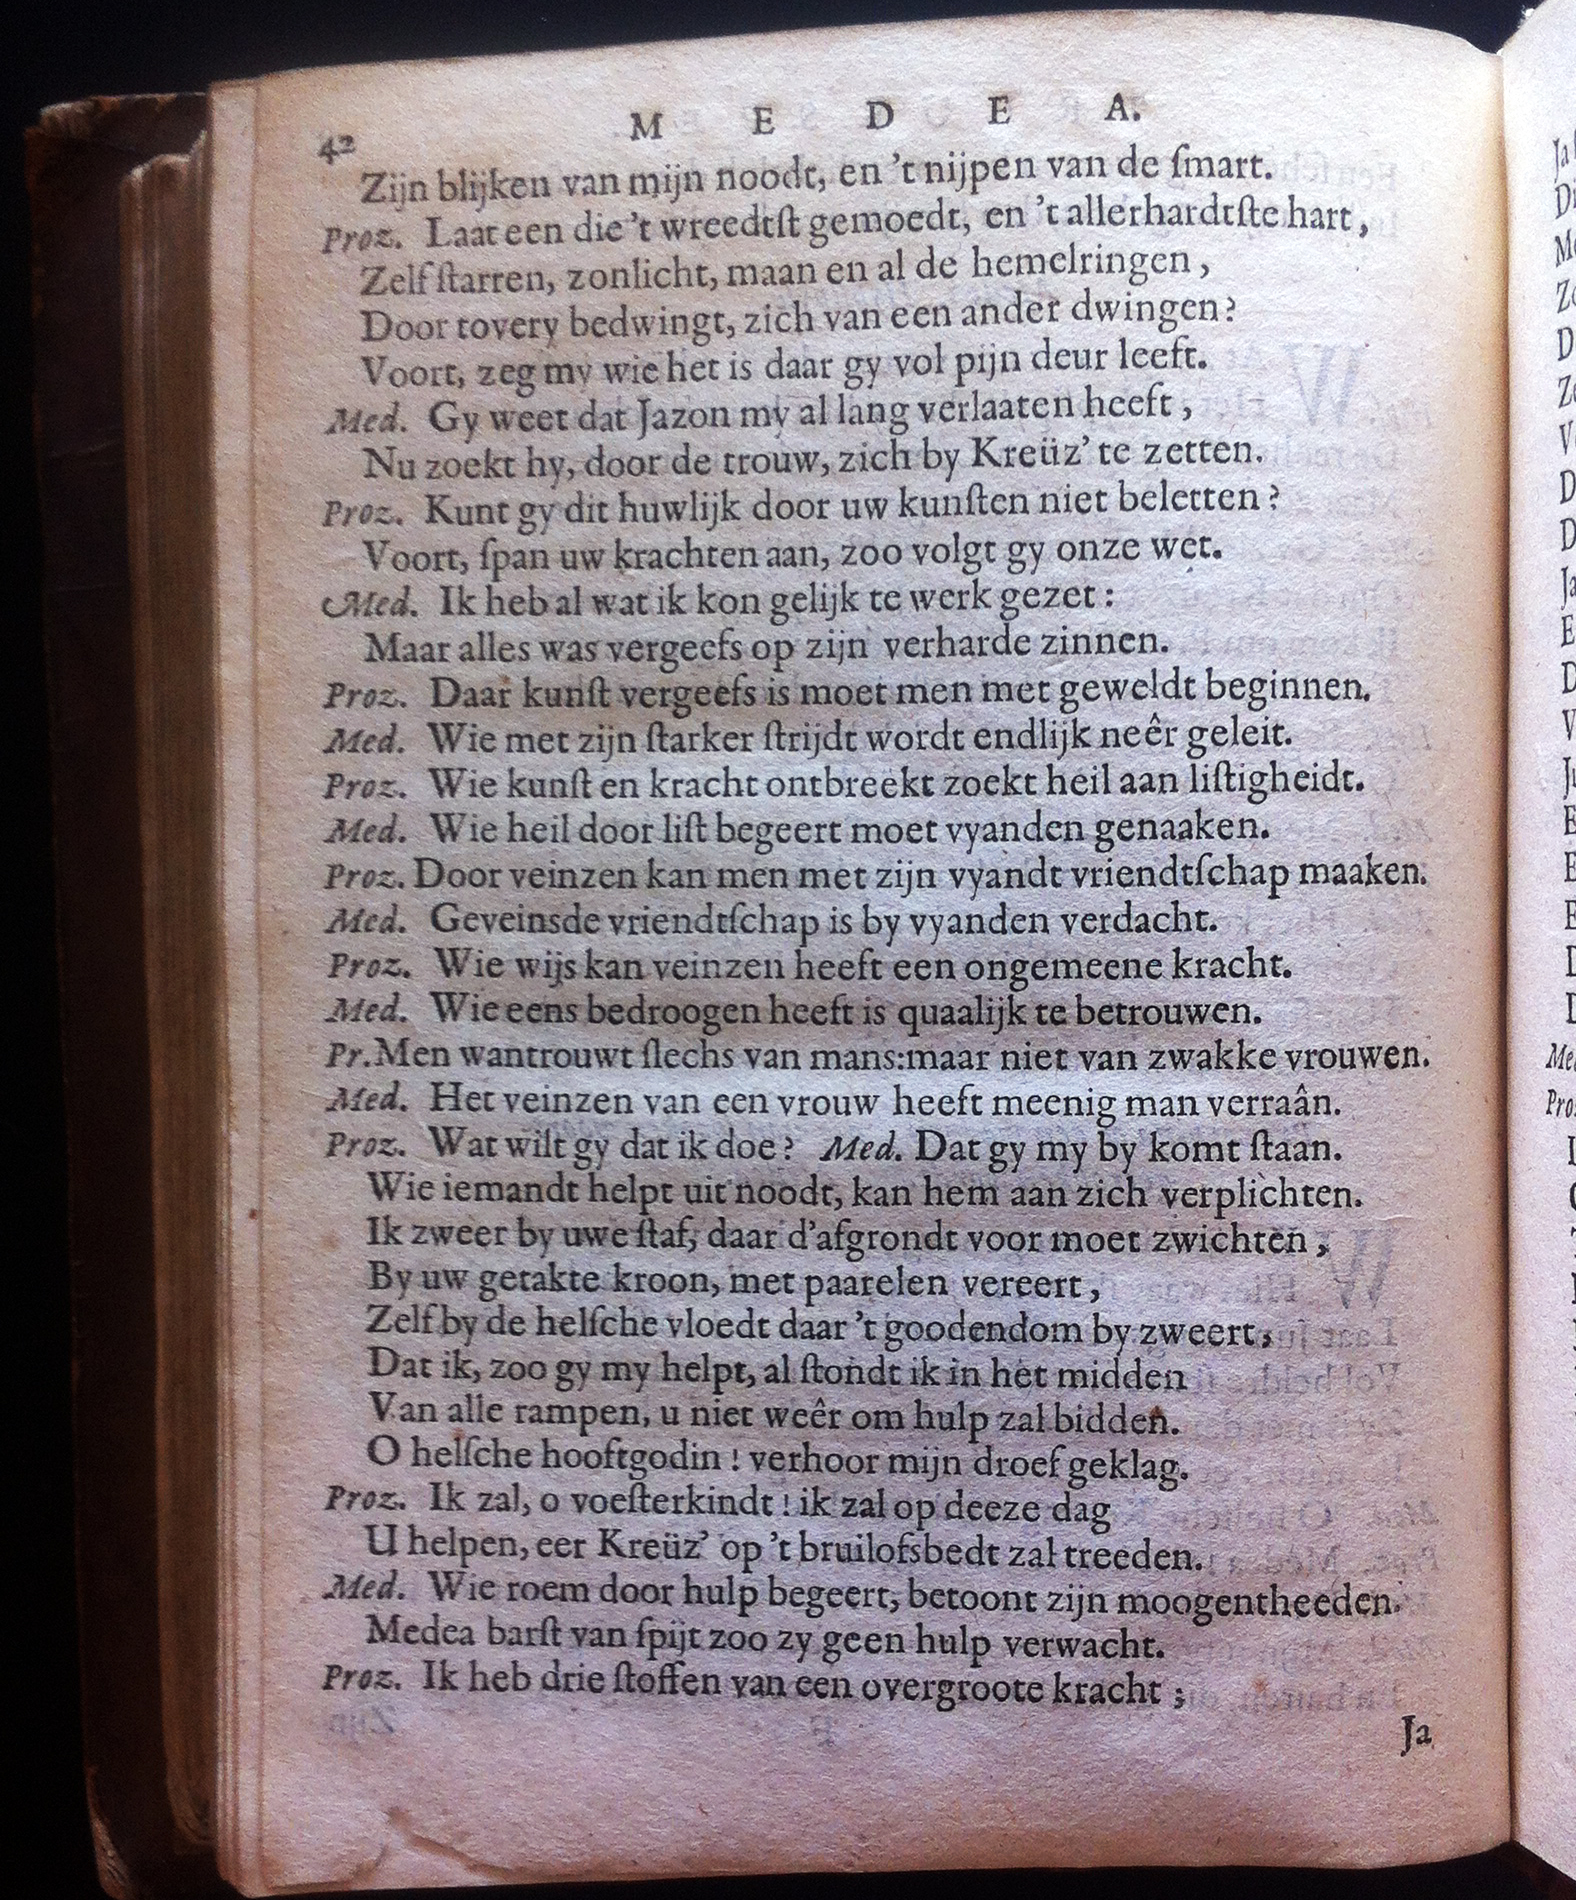 42 M E D E A.
Zijn blijken van mijn noodt, en 't nijpen van de ſmart.
Proz. Laat een die 't wreedtſt gemoedt, en 't allerhardtſte hart,
Zelf ſtarren, zonlicht, maan en al de hemelringen,
Door tovery bedwingt, zich van een ander dwingen?
Voort, zeg my wie het is daar gy vol pijn deur leeft.
Med. Gy weet dat Jazon my al lang verlaaten heeft,
Nu zoekt hy, door de trouw, zich by Kreüz' te zetten.
Proz. Kunt gy dit huwlijk door uw kunſten niet beletten?
Voort, ſpan uw krachten aan, zoo volgt gy onze wet.
Med. Ik heb al wat ik kon gelijk te werk gezet:
Maar alles was vergeefs op zijn verharde zinnen.
Proz. Daar kunſt vergeefs is moet men met geweldt beginnen.
Med. Wie met zijn ſtarker ſtrijdt wordt endlijk neêr geleit.
Proz. Wie kunſt en kracht ontbreekt zoekt heil aan liſtigheidt.
Med. Wie heil door liſt begeert moet vyanden genaaken.
Proz. Door veinzen kan men met zijn vyandt vriendtſchap maaken.
Med. Geveinsde vriendtſchap is by vyanden verdacht.
Proz. Wie wijs kan veinzen heeft een ongemeene kracht.
Med. Wie eens bedroogen heeft is quaalijk te betrouwen.
Pr. Men wantrouwt ſlechs van mans: maar niet van zwakke vrouwen.
Med. Het veinzen van een vrouw heeft meenig man verraân.
Proz. Wat wilt gy dat ik doe? Med. Dat gy my by komt ſtaan.
Wie iemandt helpt uit noodt, kan hem aan zich verplichten.
Ik zweer by uwe ſtaf, daar d'afgrondt voor moet zwichten,
By uw getakte kroon, met paarelen vereert,
Zelf by de helſche vloedt daar 't goodendom by zweert,
Dat ik, zoo gy my helpt, al ſtondt ik in het midden
Van alle rampen, u niet weêr om hulp zal bidden.
O helſche hooftgodin! verhoor mijn droef geklag.
Proz. Ik zal, o voeſterkindt! ik zal op deeze dag
U helpen, eer Kreüz' op 't bruilofsbedt zal treeden.
Med. Wie roem door hulp begeert, betoont zijn moogentheeden.
Medea barſt van ſpijt zoo zy geen hulp verwacht.
Proz. Ik heb drie ſtoffen van een overgroote kracht;
Ja